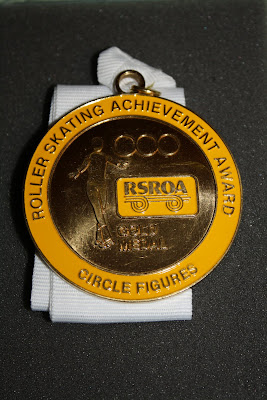 ROLLER SKATING ACHIEVEMENT AWARD
RSROA
GOLD
MEDAL
CIRCLE FIGURES